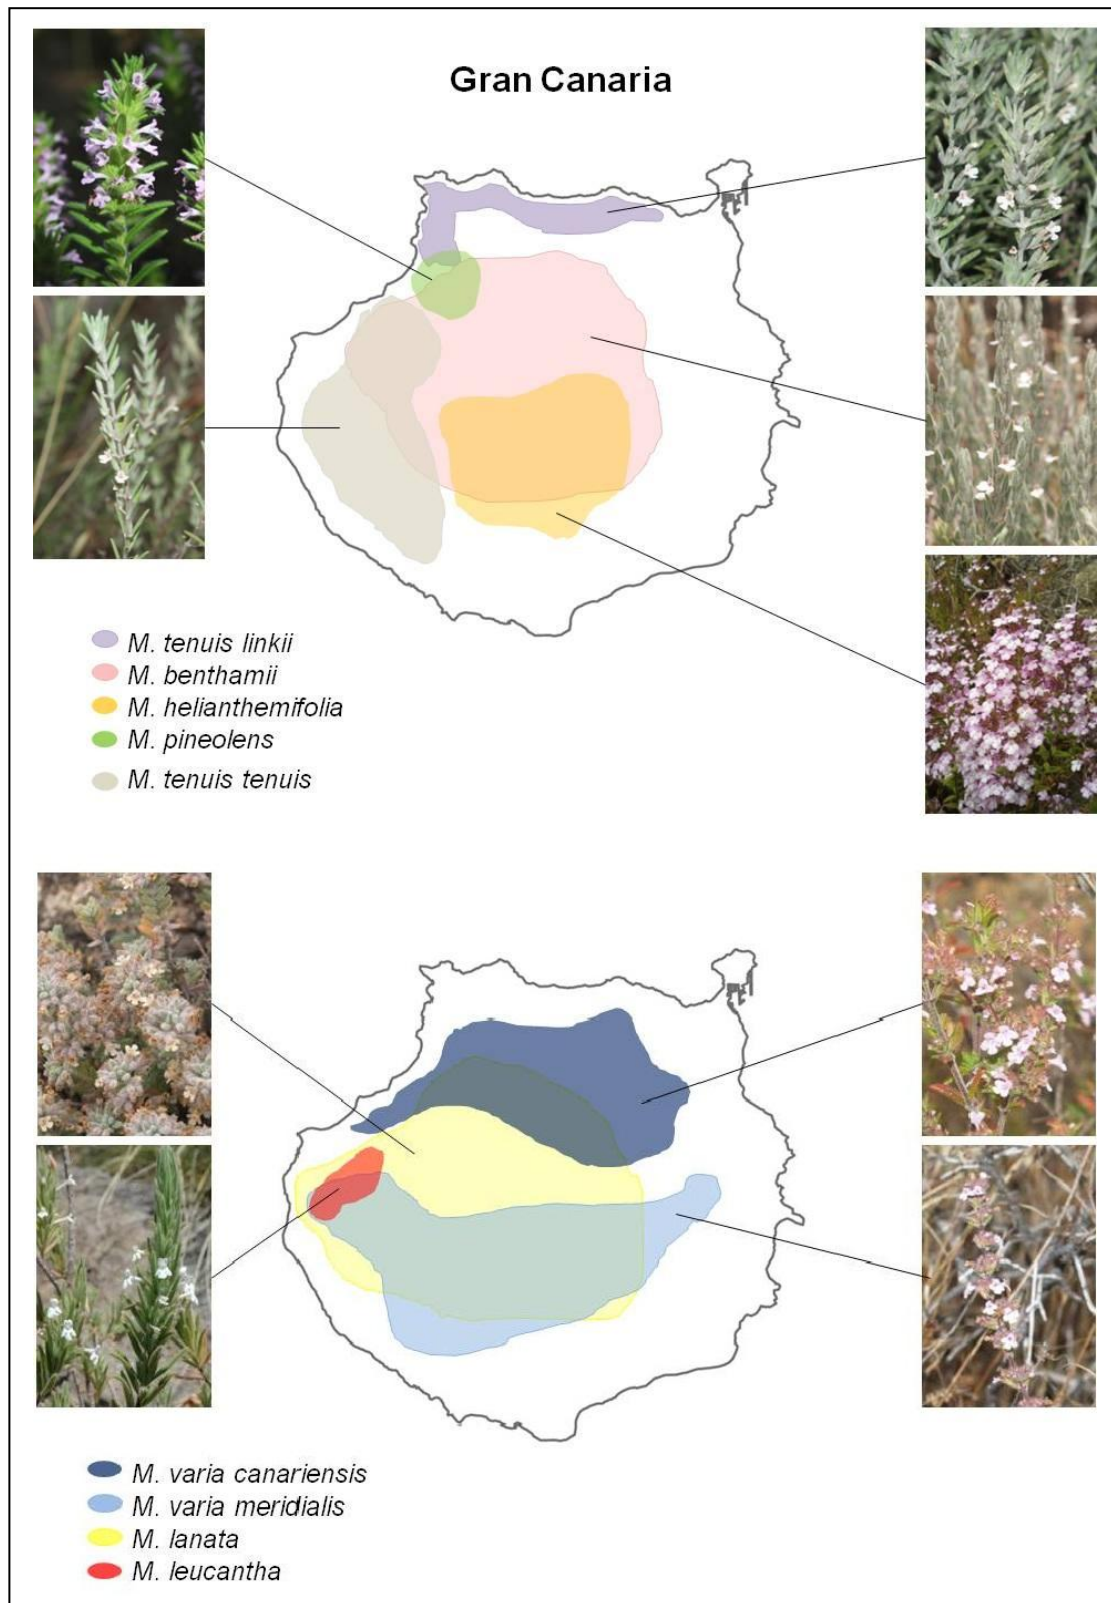 Gran Canaria
M. tenuis linkii
M. benthamii
M. helianthemifolia
M. pineolens
M. tenuis tenuis
M. varia canariensis
M. varia meridialis
M. lanata
M. leucantha